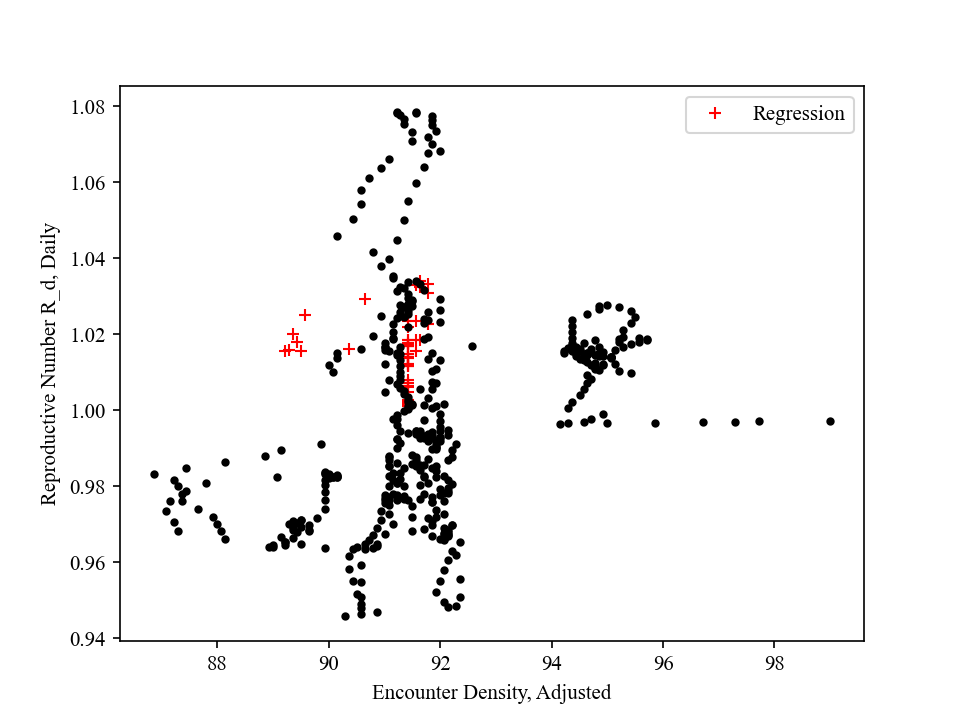 Regression
1.08
1.06
1.04
1.02
1.00
0.98
0.96
0.94
Reproductive Number R_d, Daily
88 90 92 94 96 98
Encounter Density, Adjusted